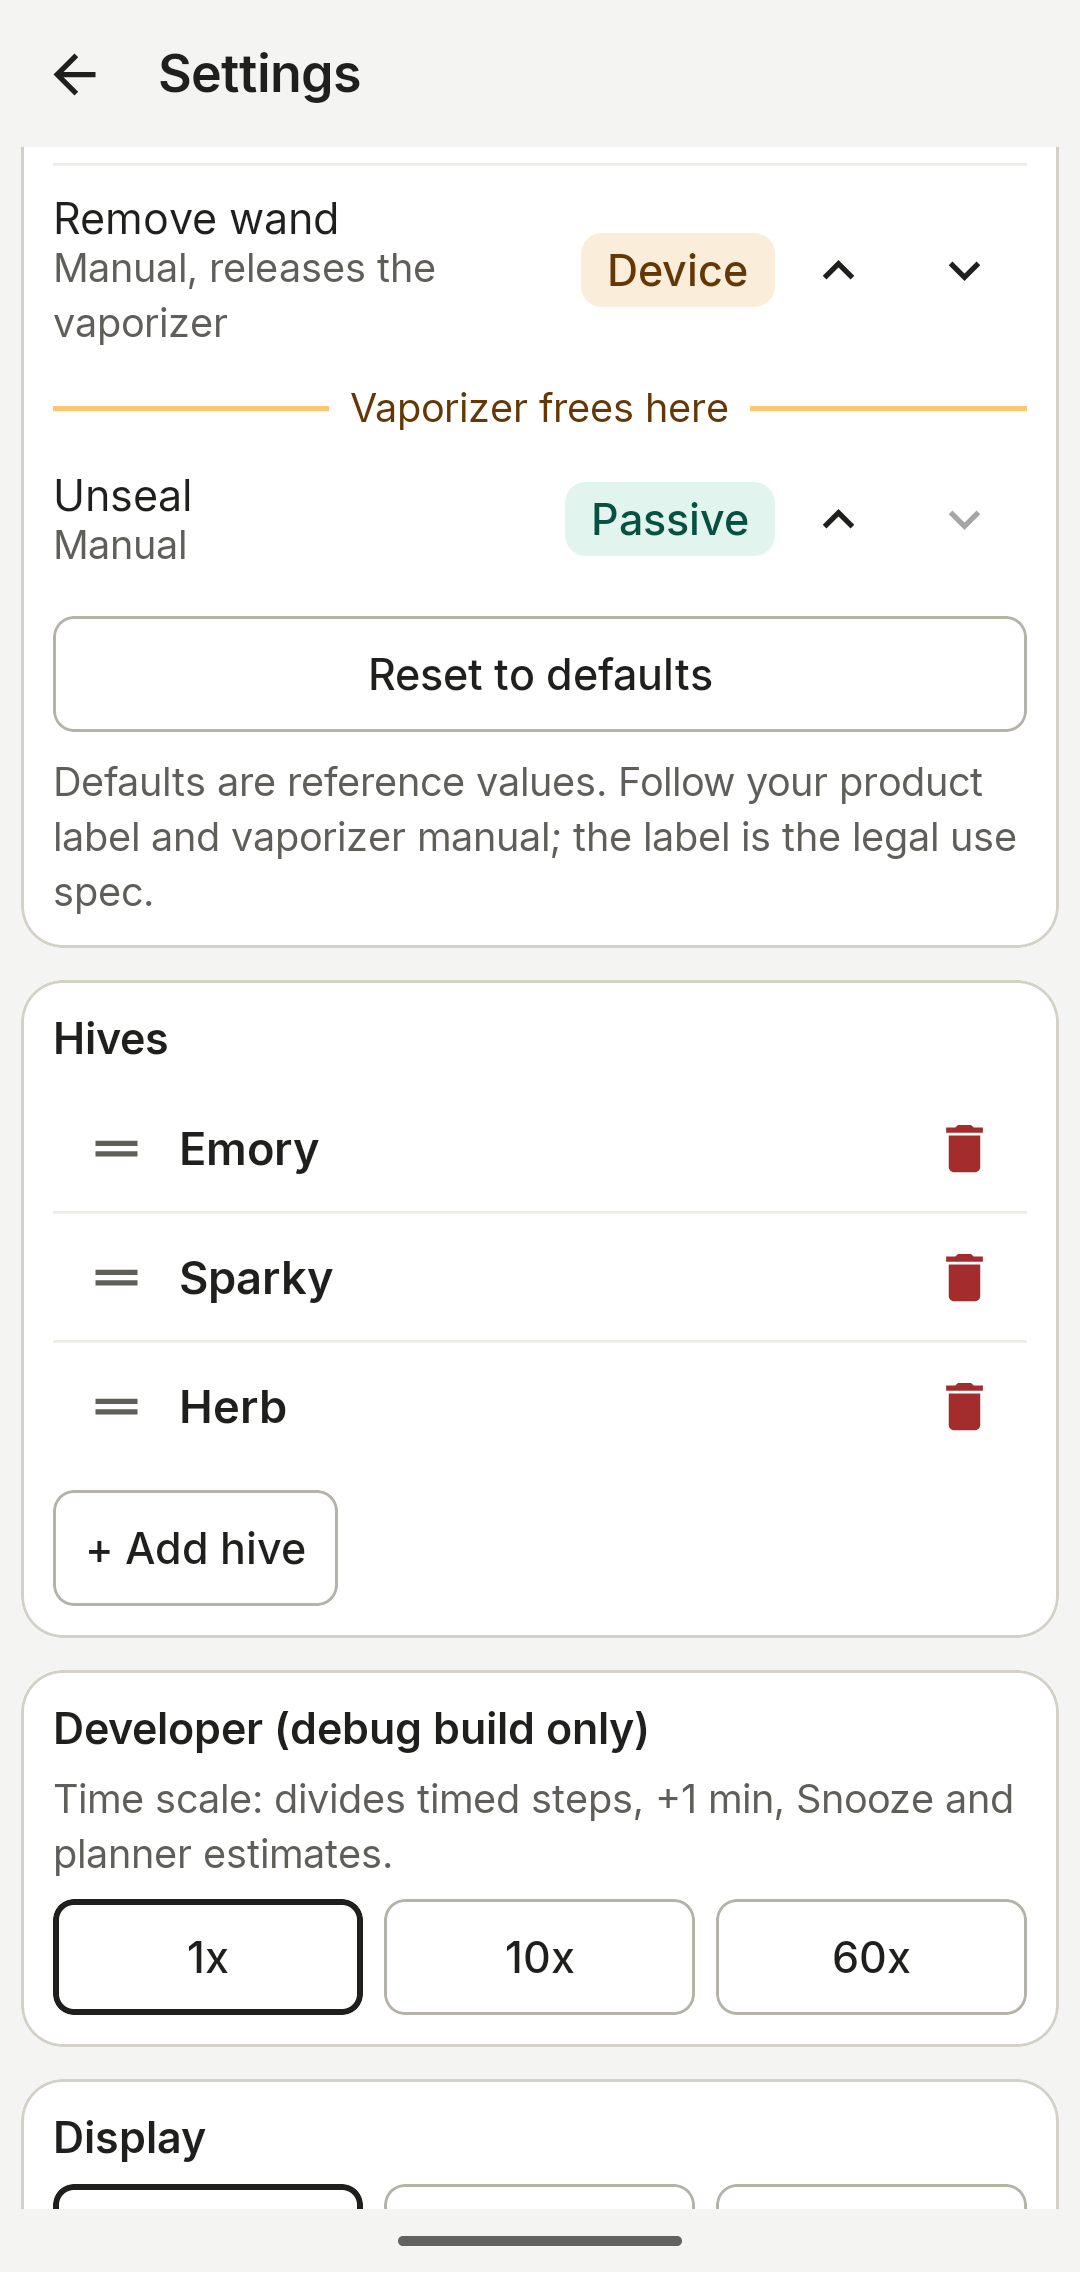 Settings
Remove wand
Manual, releases the
vaporizer
Device
Vaporizer frees here
Unseal
Manual
Passive
Reset to defaults
Defaults are reference values. Follow your product
label and vaporizer manual; the label is the legal use
spec.
Hives
Emory
Sparky
Herb
+ Add hive
Developer (debug build only)
Time scale: divides timed steps, +1 min, Snooze and
planner estimates.
1x
10x
60x
Display